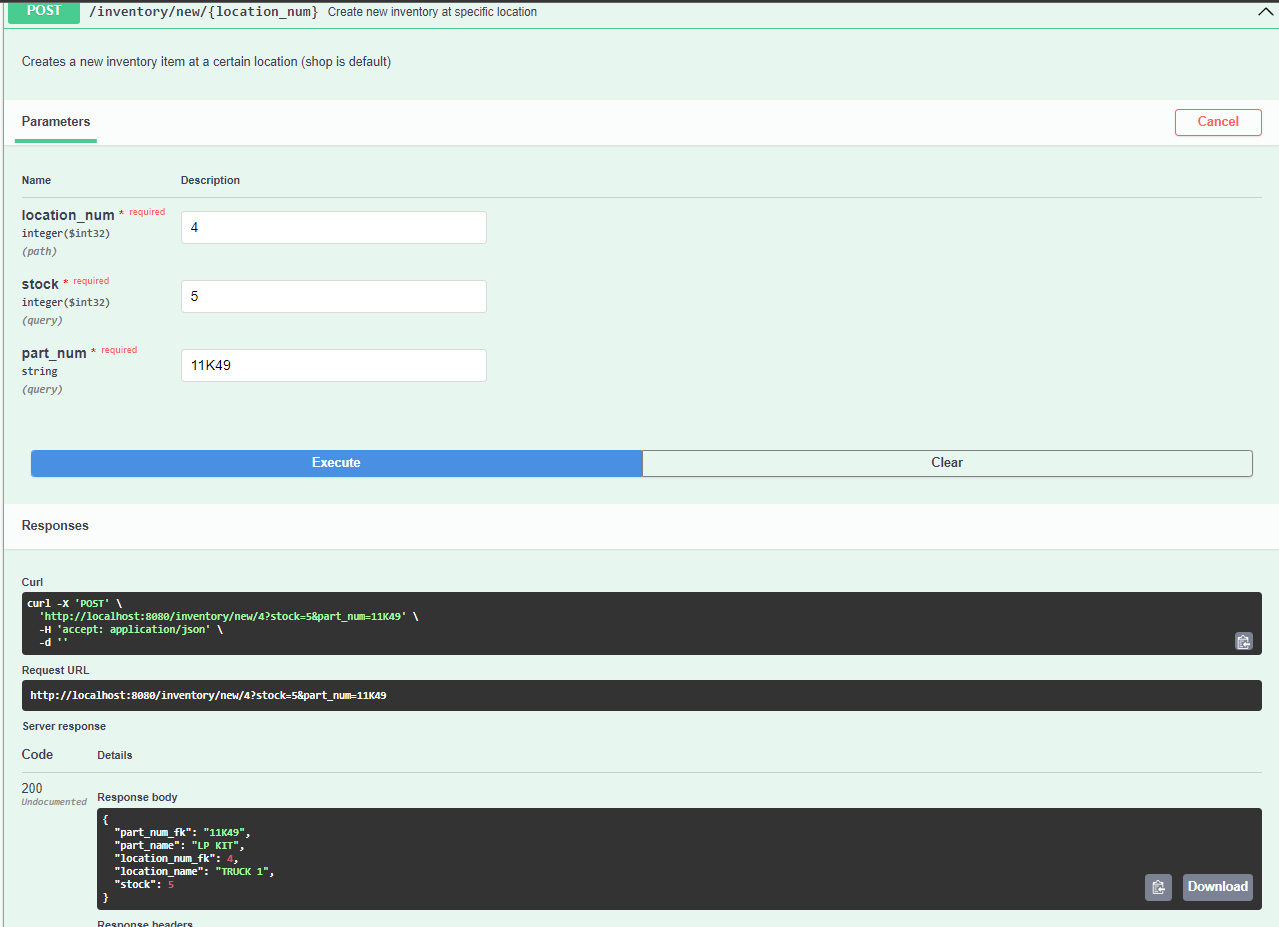 POST /inventory/new/{location_num} Create new inventory at specific location
Creates a new inventory item at a certain location (shop is default)
Parameters
Cancel
Name Description
location_num * required
integer($int32)
(path)
4
stock * required
integer($int32)
(query)
5
part_num * required
string
(query)
11K49
Execute Clear
Responses
Curl
curl -X 'POST' \
'http://localhost:8080/inventory/new/4?stock=5&part_num=11K49' \
-H 'accept: application/json' \
-d ''
Request URL
http://localhost:8080/inventory/new/4?stock=5&part_num=11K49
Server response
Code Details
200
Undocumented
Response body
{
"part_num_fk": "11K49",
"part_name": "LP KIT",
"location_num_fk": 4,
"location_name": "TRUCK 1",
"stock": 5
}
Download
Response headers